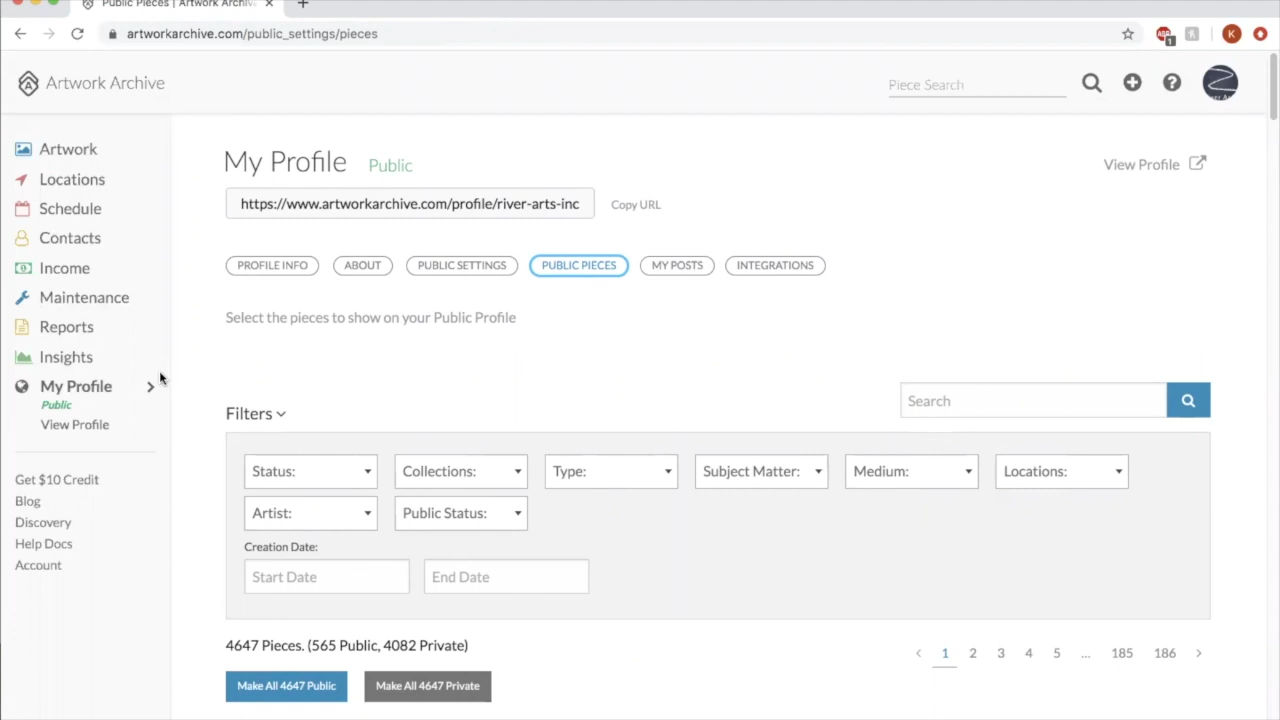 Public Pieces | Artwork Archiv
artworkarchive.com/public_settings/pieces
ABP
1
K
Artwork Archive
Piece Search
Artwork
Locations
Schedule
Contacts
Income
Maintenance
Reports
Insights
My Profile
Public
View Profile
Get $10 Credit
Blog
Discovery
Help Docs
Account
My Profile Public
View Profile
https://www.artworkarchive.com/profile/river-arts-inc
Copy URL
PROFILE INFO ABOUT PUBLIC SETTINGS PUBLIC PIECES MY POSTS INTEGRATIONS
Select the pieces to show on your Public Profile
Search
Filters
Status: Collections: Type: Subject Matter: Medium: Locations:
Artist: Public Status:
Creation Date:
Start Date End Date
4647 Pieces. (565 Public, 4082 Private)
1 2 3 4 5 ... 185 186
Make All 4647 Public Make All 4647 Private